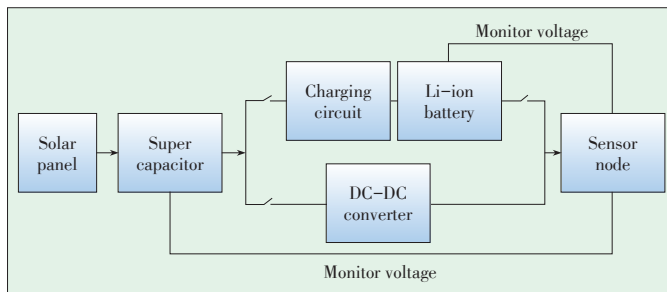 Monitor voltage
Charging
circuit
Li-ion
battery
Solar
panel
Super
capacitor
Sensor
node
DC-DC
converter
Monitor voltage